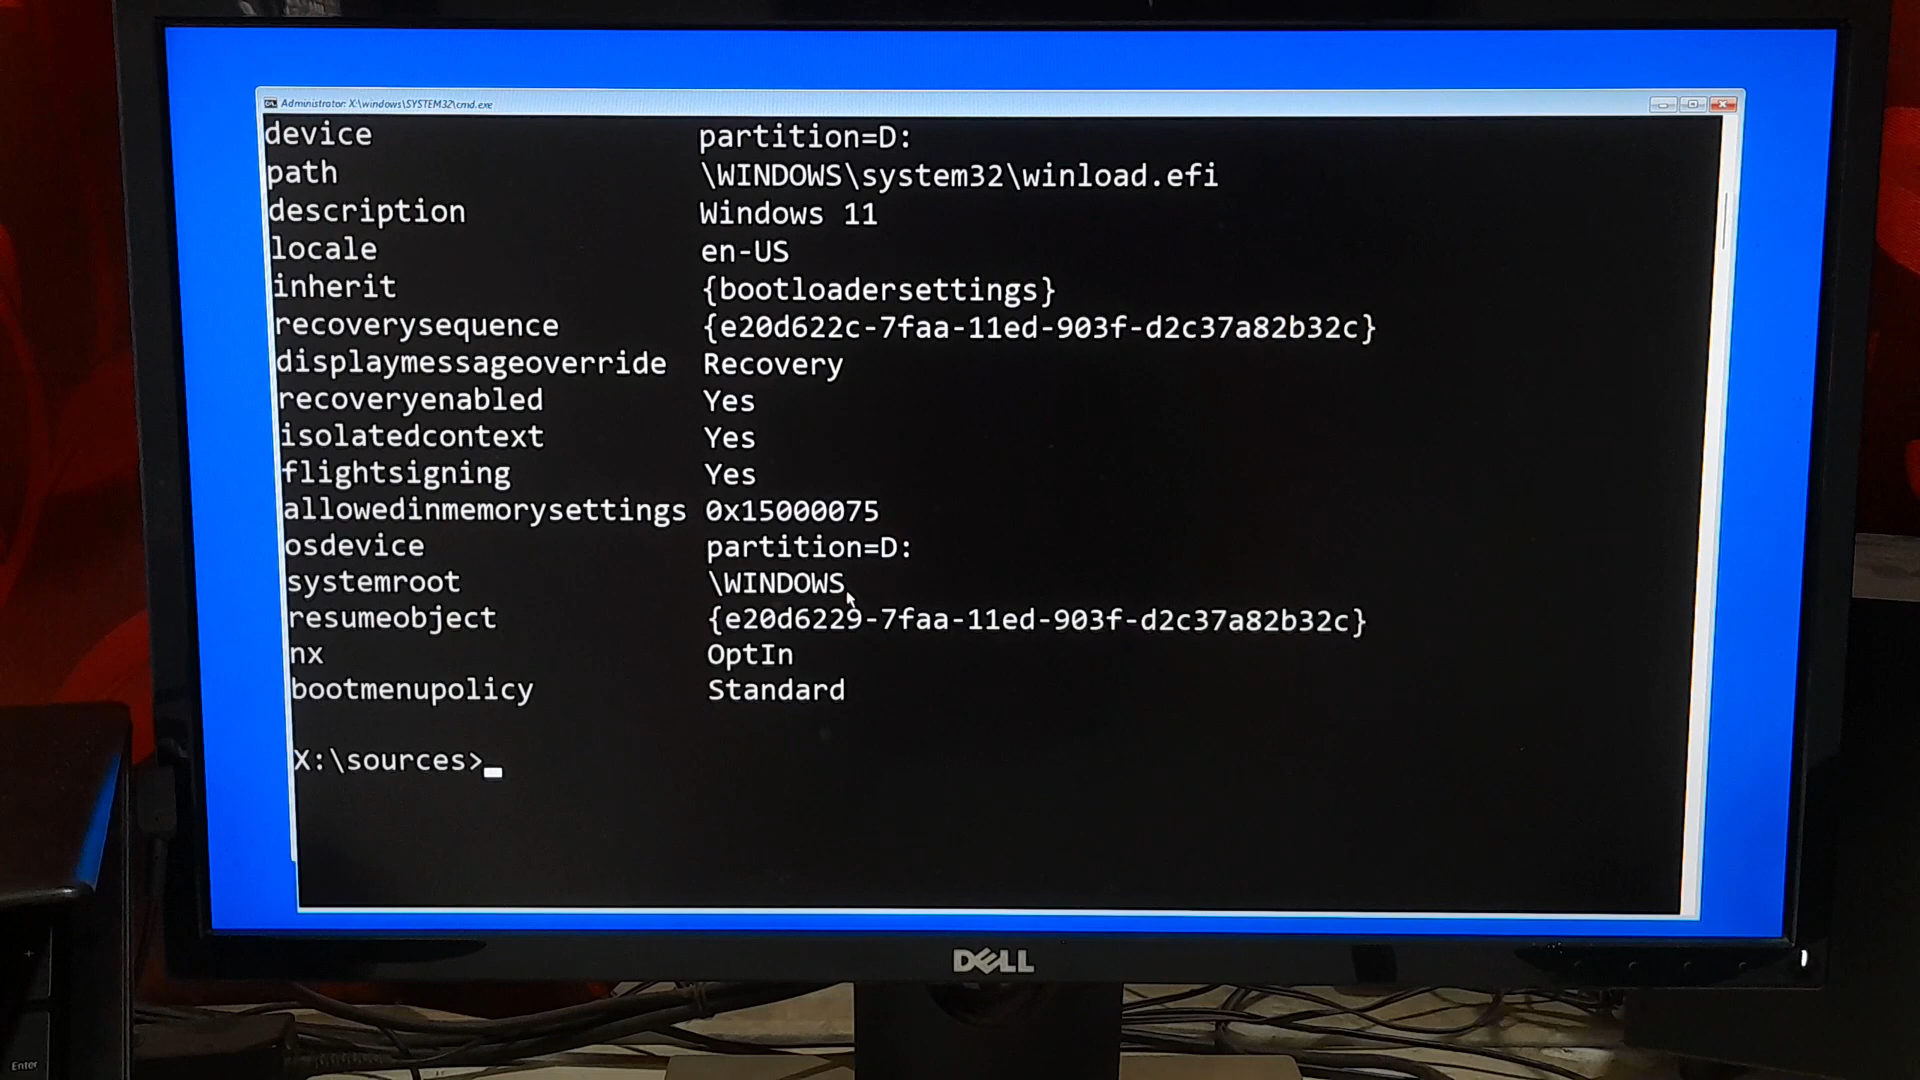 Administrator: X:\windows\SYSTEM32\cmd.exe
device partition=D:
path \WINDOWS\system32\winload.efi
description Windows 11
locale en-US
inherit {bootloadersettings}
recoverysequence {e20d622c-7faa-11ed-903f-d2c37a82b32c}
displaymessageoverride Recovery
recoveryenabled Yes
isolatedcontext Yes
flightsigning Yes
allowedinmemorysettings 0x15000075
osdevice partition=D:
systemroot \WINDOWS
resumeobject {e20d6229-7faa-11ed-903f-d2c37a82b32c}
nx OptIn
bootmenupolicy Standard
X:\sources>
DELL
+
Enter